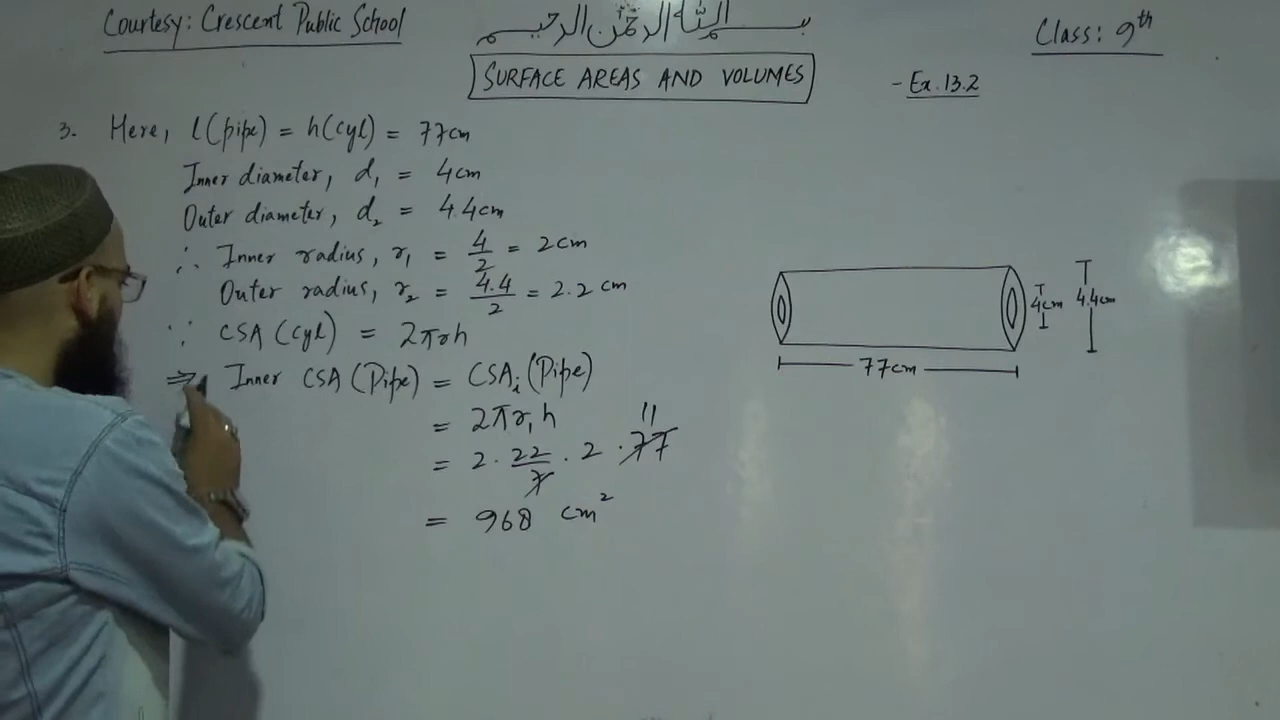 Courtesy: Crescent Public School
بسم الله الرحمن الرحيم
Class: 9th
SURFACE AREAS AND VOLUMES
- Ex. 13.2
3. Here, l(pipe) = h(cyl) = 77cm
Inner diameter, d₁ = 4cm
Outer diameter, d₂ = 4.4cm
∴ Inner radius, r₁ = 4/2 = 2cm
Outer radius, r₂ = 4.4/2 = 2.2 cm
∵ CSA (cyl) = 2πrh
⇒ Inner CSA (Pipe) = CSAᵢ (Pipe)
= 2πr₁h
11
= 2 · 22/7 · 2 · 77
= 968 cm²
4cm
4.4cm
77cm